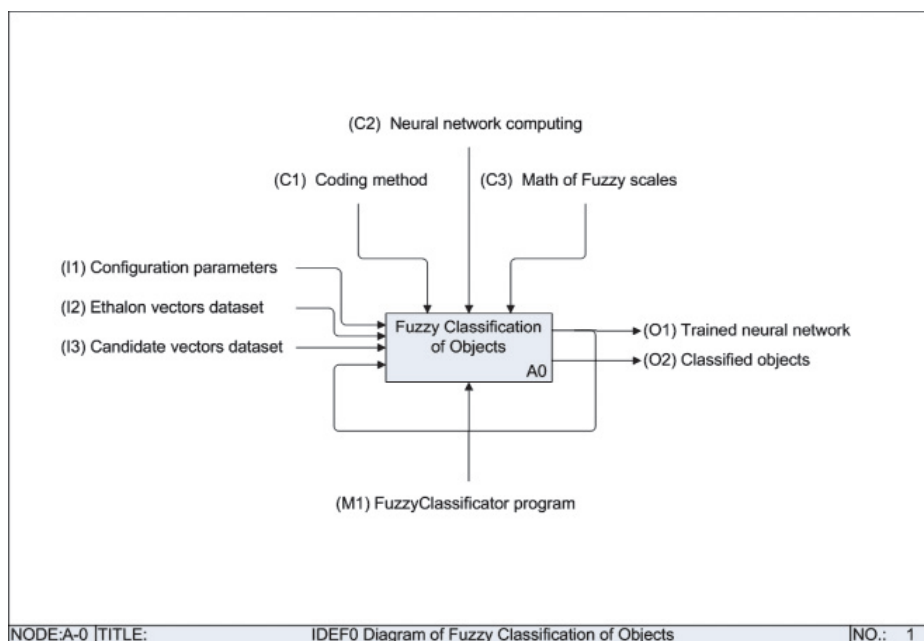 (C2) Neural network computing
(C1) Coding method
(C3) Math of Fuzzy scales
(I1) Configuration parameters
(I2) Ethalon vectors dataset
(I3) Candidate vectors dataset
Fuzzy Classification
of Objects
A0
(O1) Trained neural network
(O2) Classified objects
(M1) FuzzyClassificator program
NODE:A-0 TITLE: IDEF0 Diagram of Fuzzy Classification of Objects NO.: 1